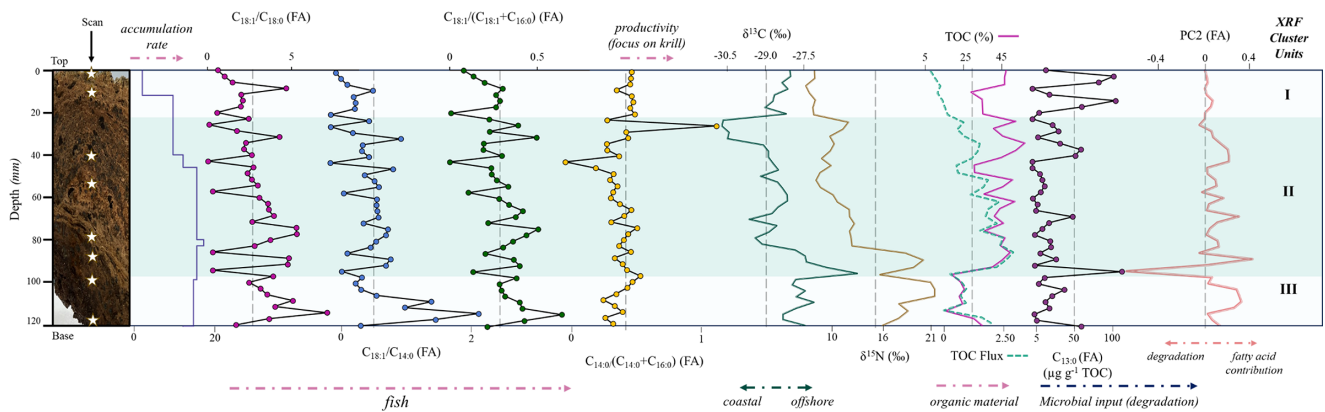 Scan
accumulation
rate
C18:1/C18:0 (FA)
C18:1/(C18:1+C16:0) (FA)
productivity
(focus on krill)
δ13C (‰)
TOC (%)
PC2 (FA)
XRF
Cluster
Units
Top
0 5
0 0.5
-30.5 -29.0 -27.5
5 25 45
-0.4 0 0.4
Depth (mm)
0
20
40
60
80
100
120
I
II
III
Base
0 20
0 2
0 1
10 16 21
0 2.50
5 50 100
C18:1/C14:0 (FA)
C14:0/(C14:0+C16:0) (FA)
δ15N (‰)
TOC Flux
C13:0 (FA)
(μg g-1 TOC)
degradation
fatty acid
contribution
fish
coastal
offshore
organic material
Microbial input (degradation)